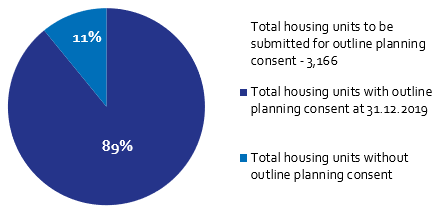 11%
89%
Total housing units to be
submitted for outline planning
consent - 3,166
Total housing units with outline
planning consent at 31.12.2019
Total housing units without
outline planning consent